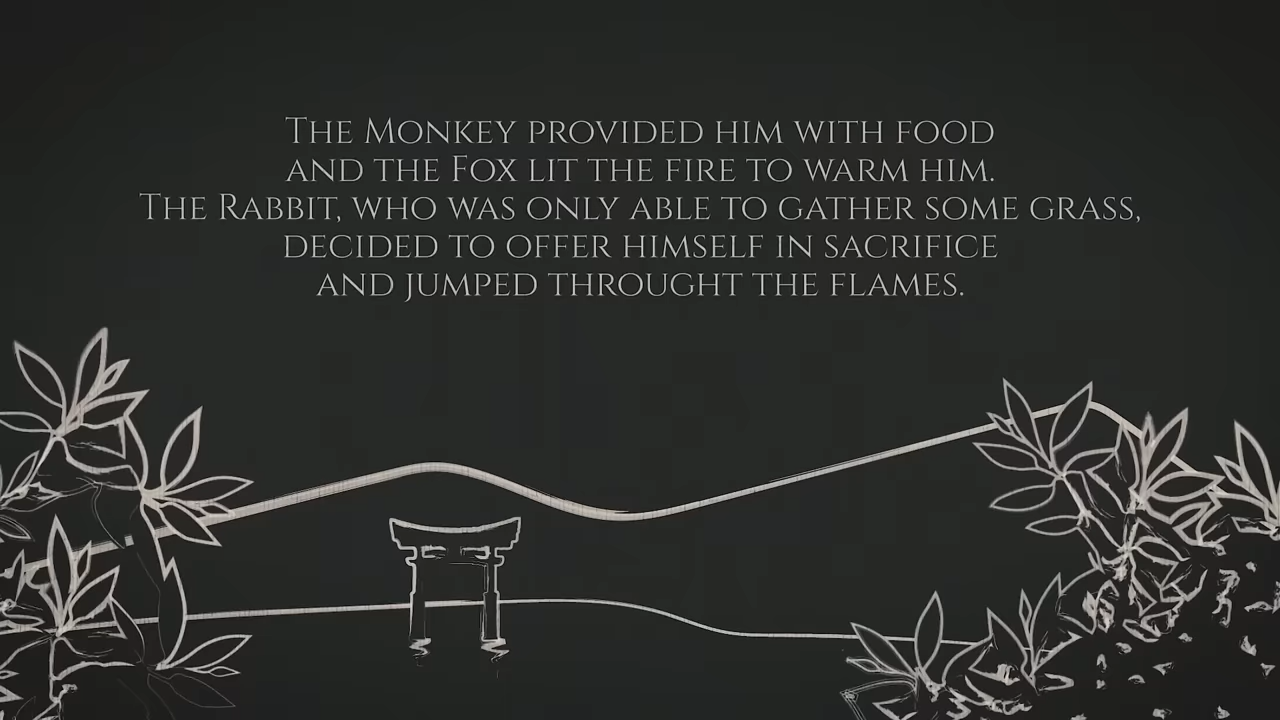 The Monkey provided him with food
and the Fox lit the fire to warm him.
The Rabbit, who was only able to gather some grass,
decided to offer himself in sacrifice
and jumped throught the flames.